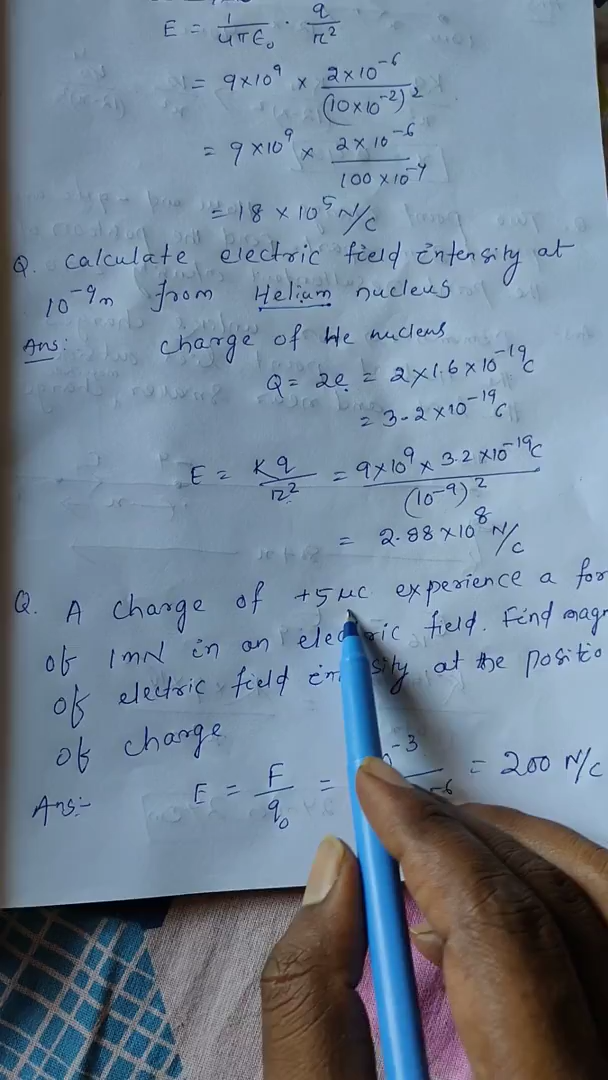 E = 1/4πε₀ · q/r²
= 9×10⁹ × 2×10⁻⁶/(10×10⁻²)²
= 9×10⁹ × 2×10⁻⁶/100×10⁻⁴
= 18 × 10⁵ N/C
Q. Calculate electric field intensity at
10⁻⁹m from Helium nucleus
Ans: charge of He nucleus
Q = 2e = 2×1.6×10⁻¹⁹C
= 3.2×10⁻¹⁹C
E = Kq/r² = 9×10⁹ × 3.2×10⁻¹⁹C/(10⁻⁹)²
= 2.88×10⁸ N/C
Q. A charge of +5 μC experience a for
of 1mN in an electric field. Find magn
of electric field intensity at the positio
of charge
Ans:- E = F/q₀ = = 200 N/C